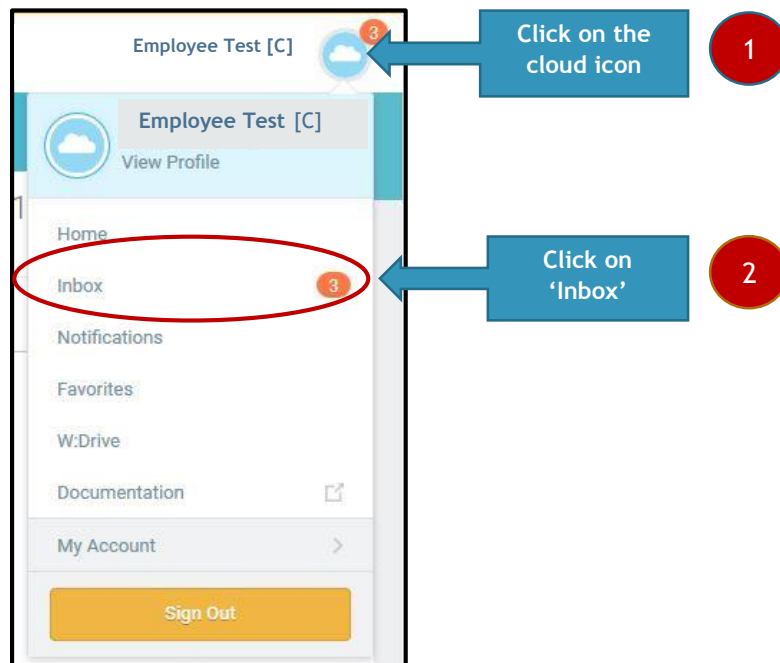 Employee Test [C]
3
Click on the
cloud icon
1
Employee Test [C]
View Profile
1
Home
Inbox
3
Click on
‘Inbox’
2
Notifications
Favorites
W:Drive
Documentation
My Account
Sign Out